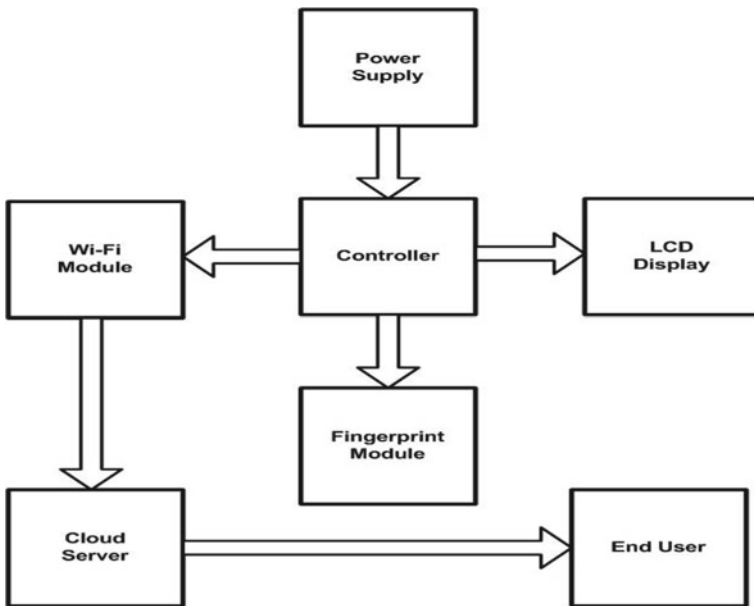 Power
Supply
Wi-Fi
Module
Controller
LCD
Display
Fingerprint
Module
Cloud
Server
End User